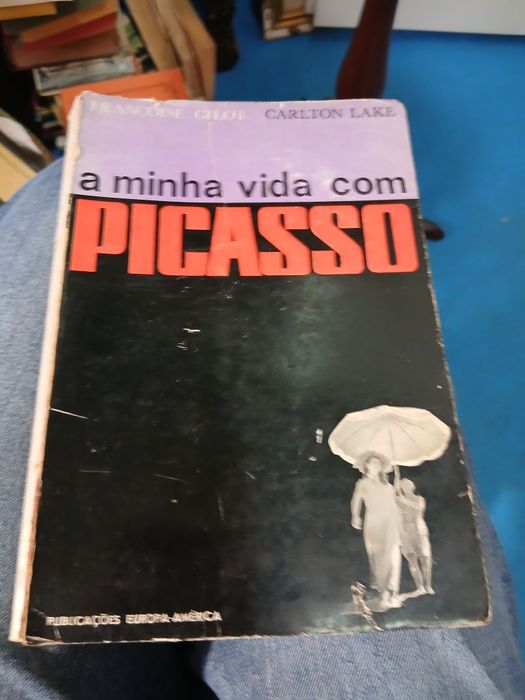 FRANÇOISE GILOT CARLTON LAKE
a minha vida com
PICASSO
PUBLICAÇÕES EUROPA-AMÉRICA